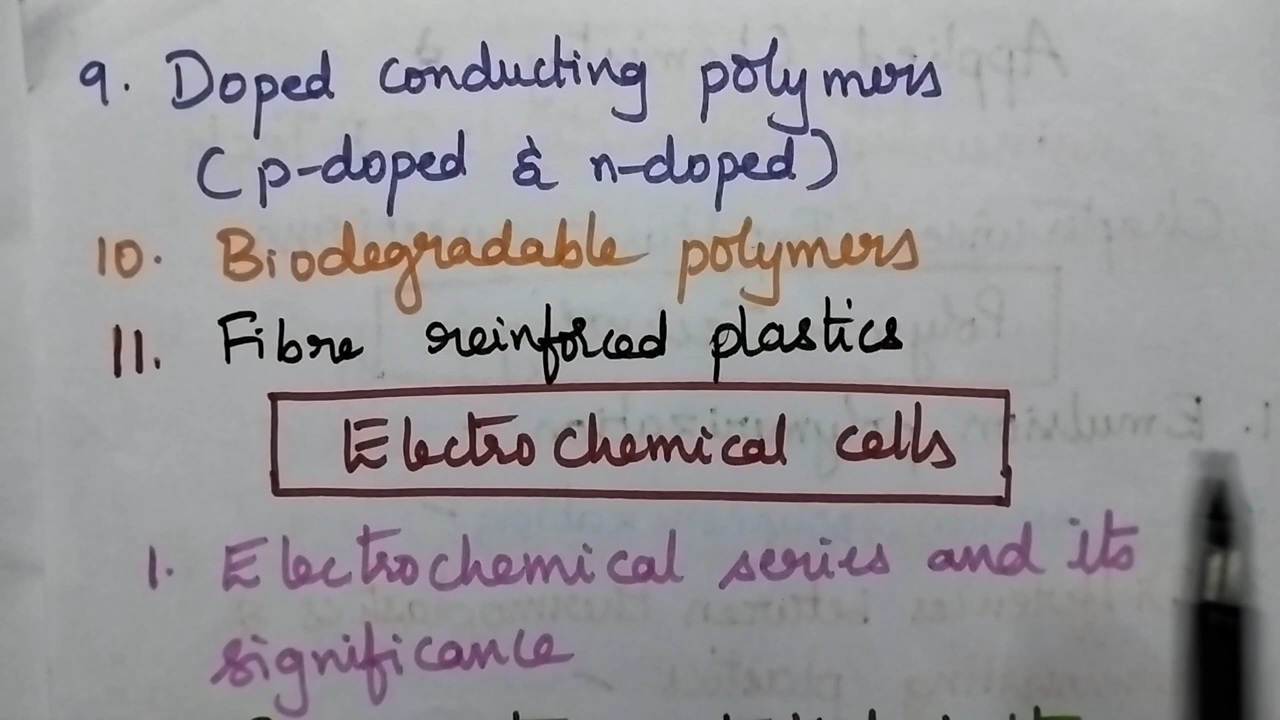 9. Doped conducting polymers
(p-doped & n-doped)
10. Biodegradable polymers
11. Fibre reinforced plastics
Electrochemical cells
1. Electrochemical series and its
significance